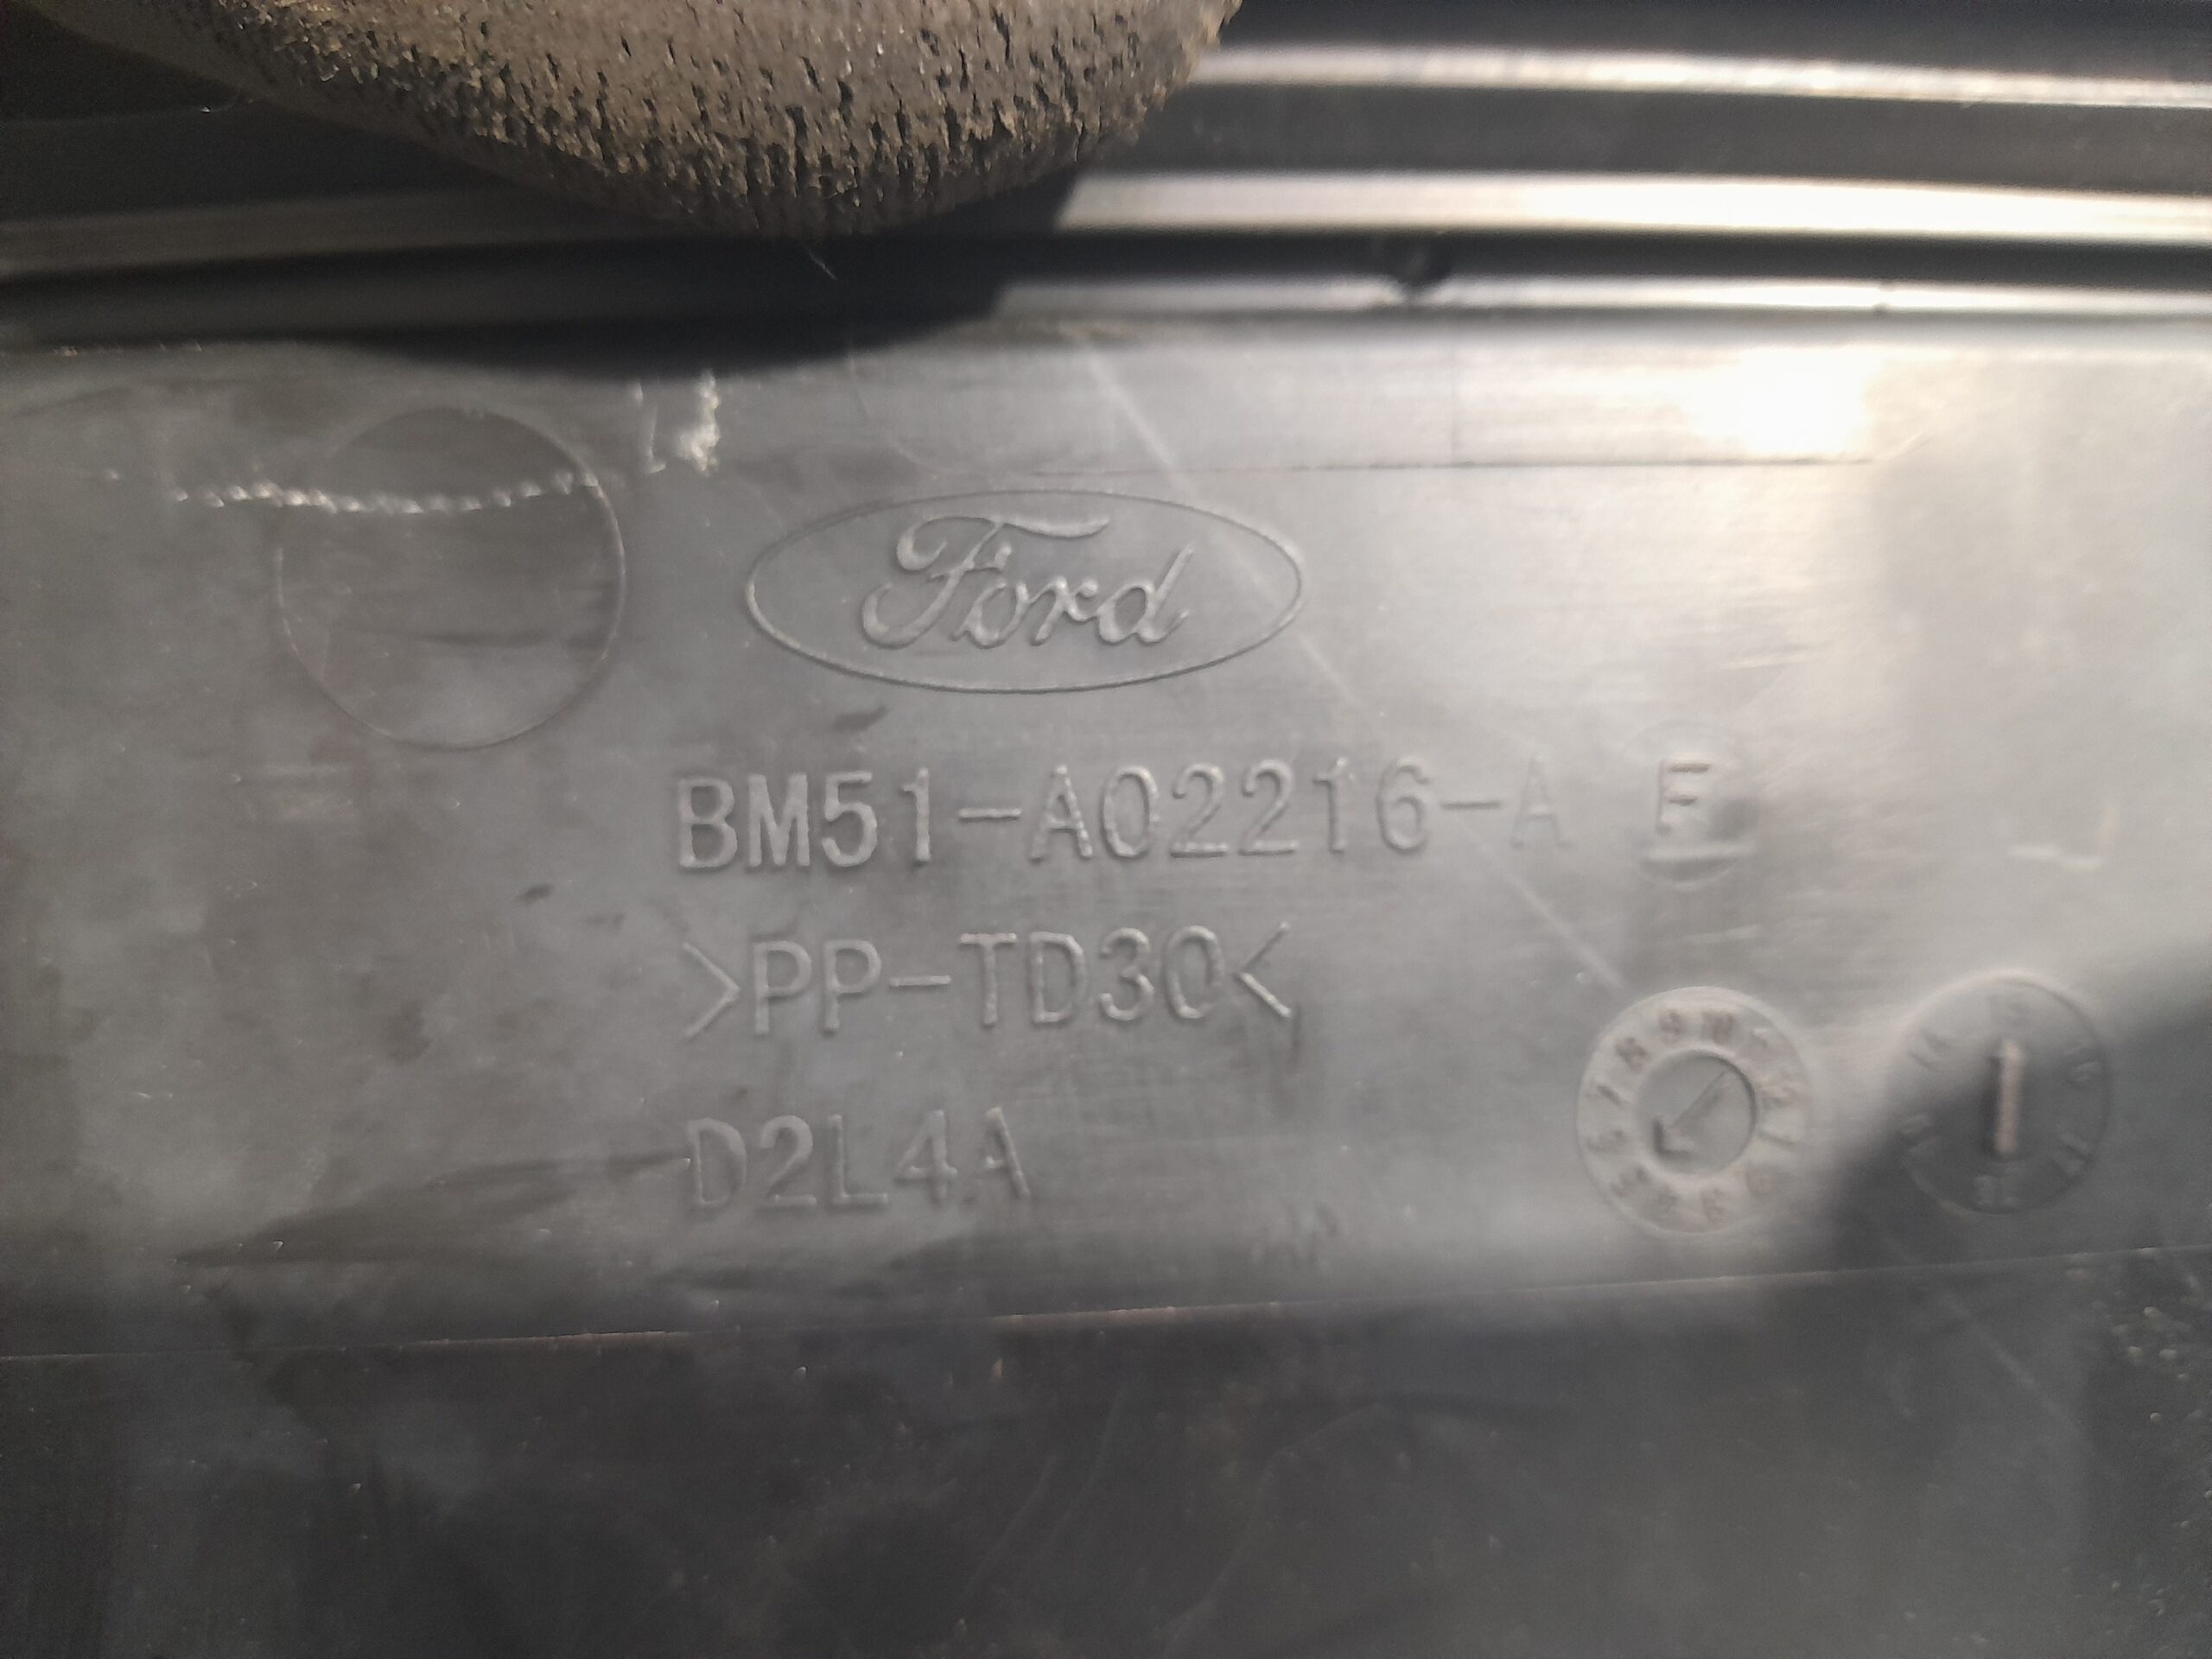 Ford
BM51-A02216-A F
>PP-TD30<
D2L4A